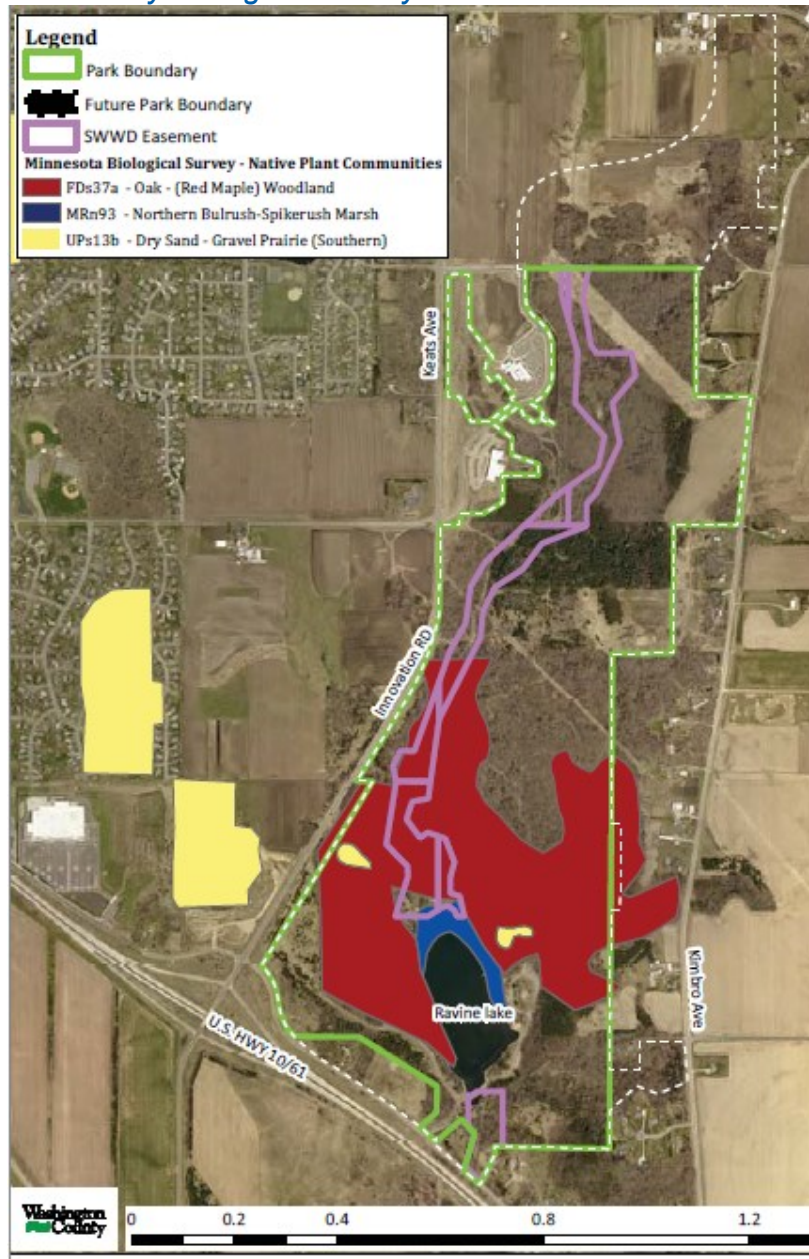 Legend
Park Boundary
Future Park Boundary
SWWD Easement
Minnesota Biological Survey - Native Plant Communities
FDs37a - Oak - (Red Maple) Woodland
MRn93 - Northern Bulrush-Spikerush Marsh
UPs13b - Dry Sand - Gravel Prairie (Southern)
Keats Ave
Innovation RD
Ravine lake
Kimbro Ave
U.S. HWY 10/61
Washington
County
0 0.2 0.4 0.8 1.2